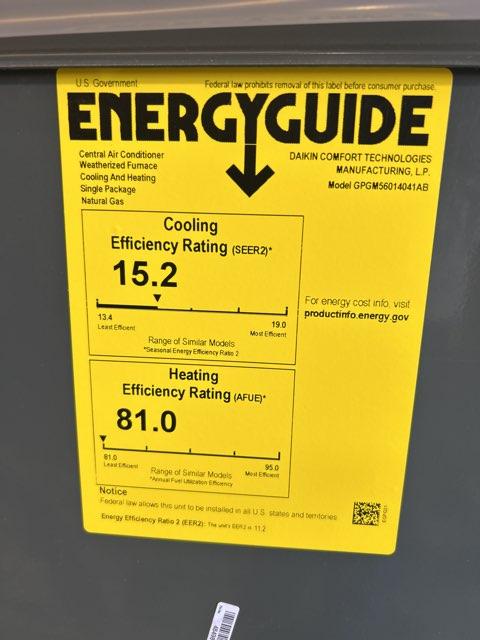 U.S. Government
Federal law prohibits removal of this label before consumer purchase.
ENERGYGUIDE
Central Air Conditioner
Weatherized Furnace
Cooling And Heating
Single Package
Natural Gas
DAIKIN COMFORT TECHNOLOGIES
MANUFACTURING, L.P.
Model GPGM56014041AB
Cooling
Efficiency Rating (SEER2)*
15.2
13.4
19.0
Least Efficient
Most Efficient
Range of Similar Models
*Seasonal Energy Efficiency Ratio 2
For energy cost info, visit
productinfo.energy.gov
Heating
Efficiency Rating (AFUE)*
81.0
81.0
95.0
Least Efficient
Most Efficient
Range of Similar Models
*Annual Fuel Utilization Efficiency
Notice
Federal law allows this unit to be installed in all U.S. states and territories.
Energy Efficiency Ratio 2 (EER2): The unit's EER2 is 11.2